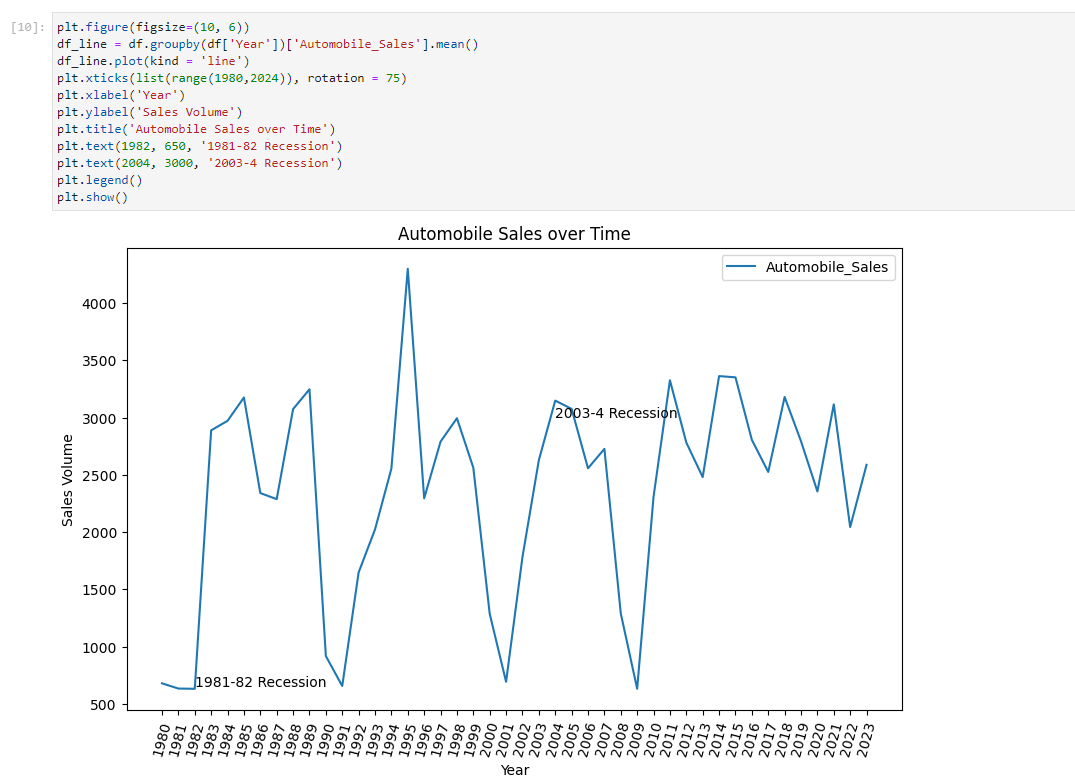 [10]: plt.figure(figsize=(10, 6))
df_line = df.groupby(df['Year'])['Automobile_Sales'].mean()
df_line.plot(kind = 'line')
plt.xticks(list(range(1980,2024)), rotation = 75)
plt.xlabel('Year')
plt.ylabel('Sales Volume')
plt.title('Automobile Sales over Time')
plt.text(1982, 650, '1981-82 Recession')
plt.text(2004, 3000, '2003-4 Recession')
plt.legend()
plt.show()
Automobile Sales over Time
Automobile_Sales
4000
3500
3000
2003-4 Recession
2500
Sales Volume
2000
1500
1000
1981-82 Recession
500
1980 1981 1982 1983 1984 1985 1986 1987 1988 1989 1990 1991 1992 1993 1994 1995 1996 1997 1998 1999 2000 2001 2002 2003 2004 2005 2006 2007 2008 2009 2010 2011 2012 2013 2014 2015 2016 2017 2018 2019 2020 2021 2022 2023
Year